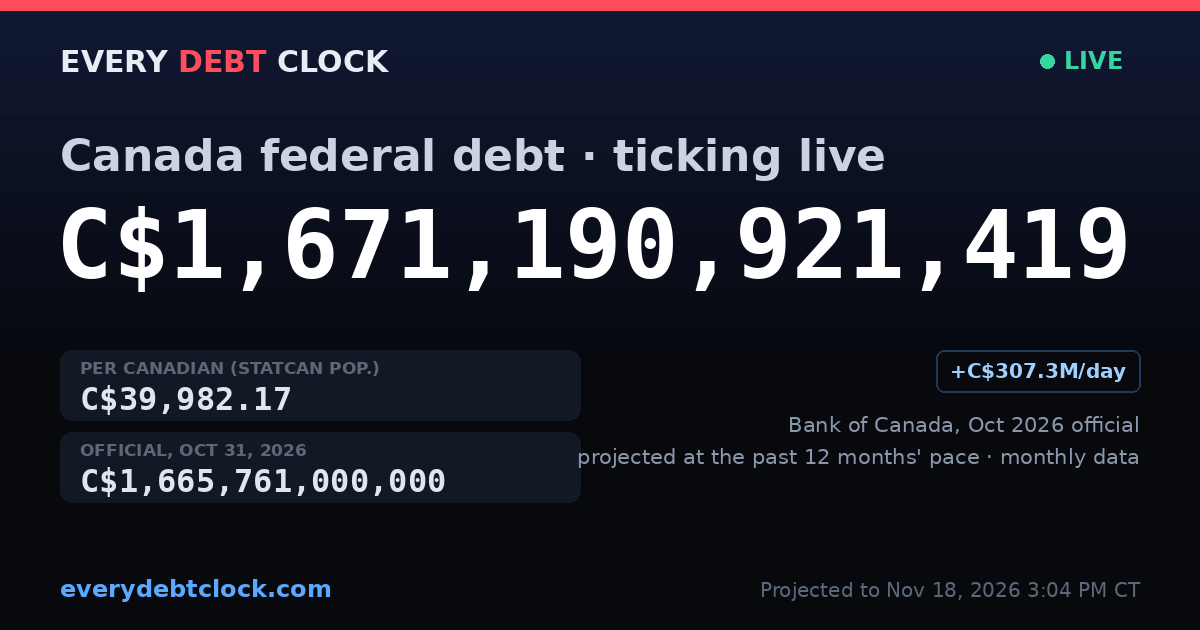 EVERY DEBT CLOCK
LIVE
Canada federal debt · ticking live
C$1,671,190,921,419
PER CANADIAN (STATCAN POP.)
C$39,982.17
OFFICIAL, OCT 31, 2026
C$1,665,761,000,000
+C$307.3M/day
Bank of Canada, Oct 2026 official
projected at the past 12 months' pace · monthly data
everydebtclock.com
Projected to Nov 18, 2026 3:04 PM CT